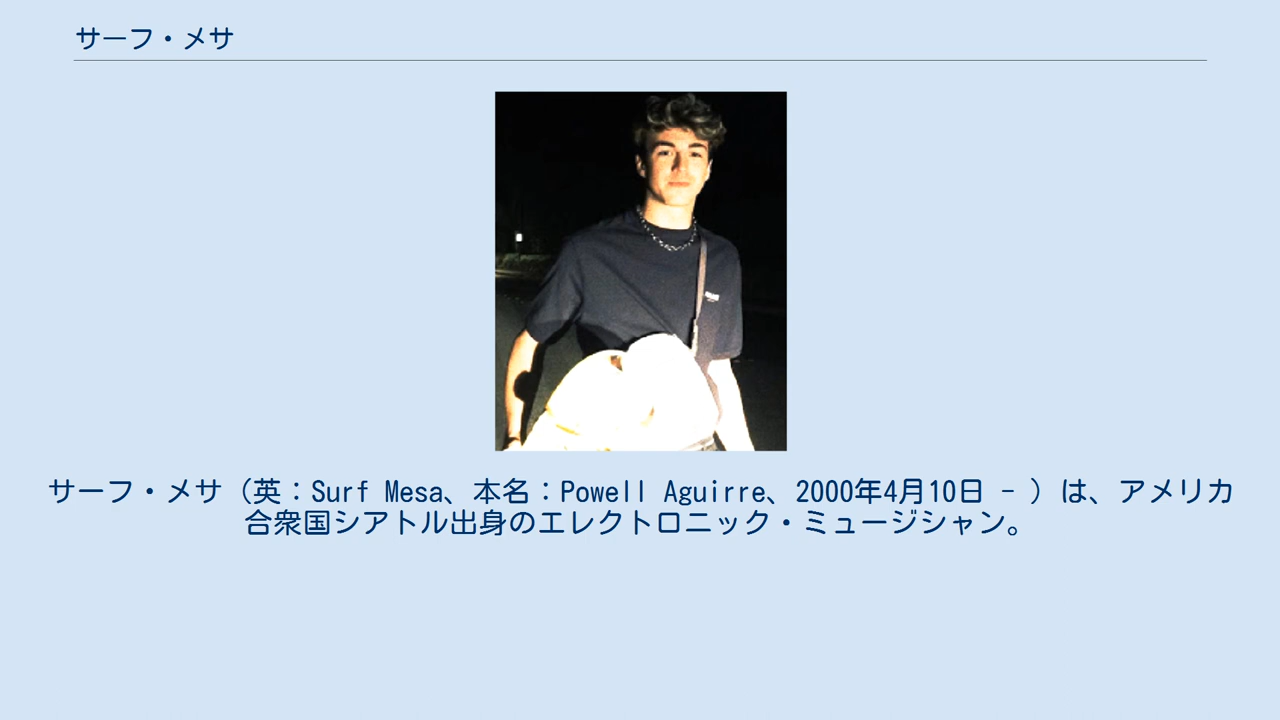 サーフ・メサ
サーフ・メサ（英：Surf Mesa、本名：Powell Aguirre、2000年4月10日 - ）は、アメリカ
合衆国シアトル出身のエレクトロニック・ミュージシャン。